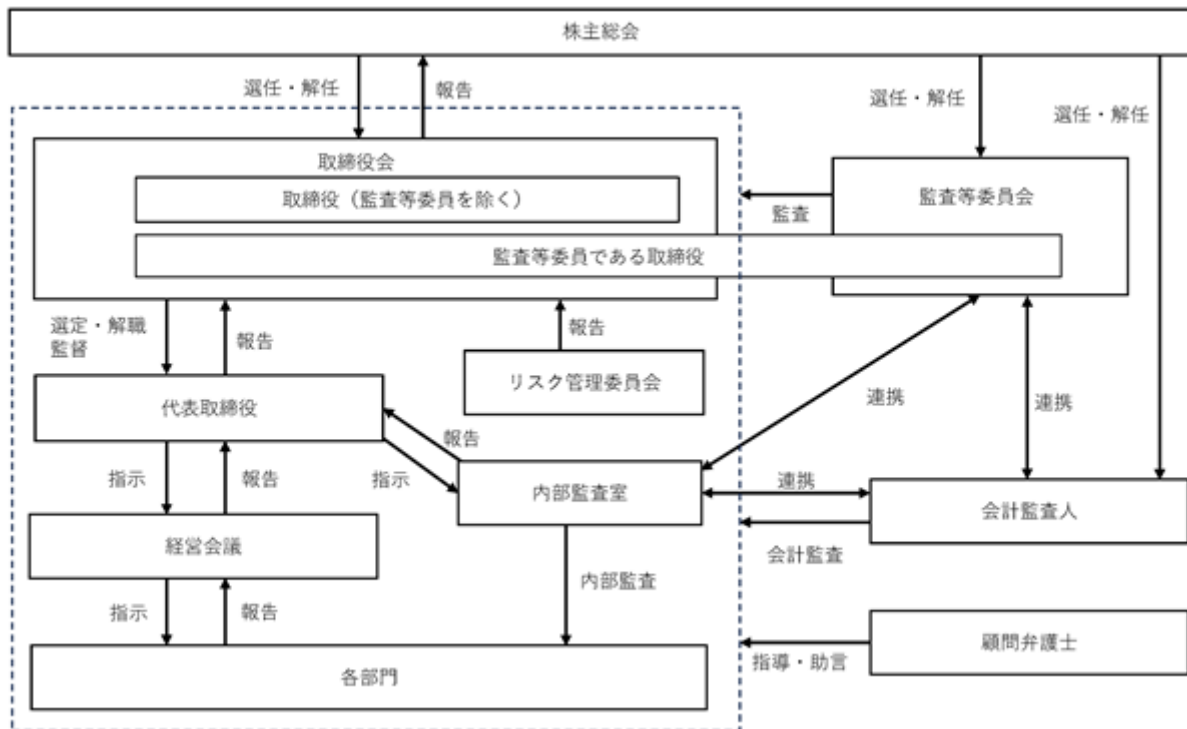 株主総会
選任・解任
報告
選任・解任
選任・解任
取締役会
取締役（監査等委員を除く）
監査等委員である取締役
監査
監査等委員会
選定・解職
監督
報告
報告
リスク管理委員会
代表取締役
報告
指示
連携
連携
指示
報告
内部監査室
連携
会計監査人
会計監査
経営会議
内部監査
指示
報告
各部門
指導・助言
顧問弁護士